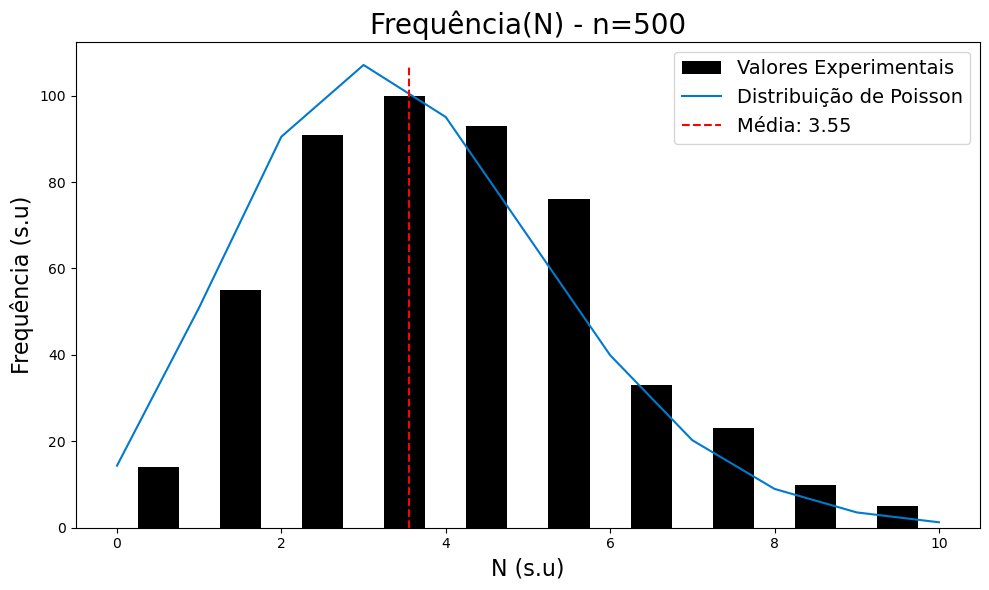 Frequência(N) - n=500
Valores Experimentais
Distribuição de Poisson
Média: 3.55
Frequência (s.u)
100
80
60
40
20
0
0 2 4 6 8 10
N (s.u)